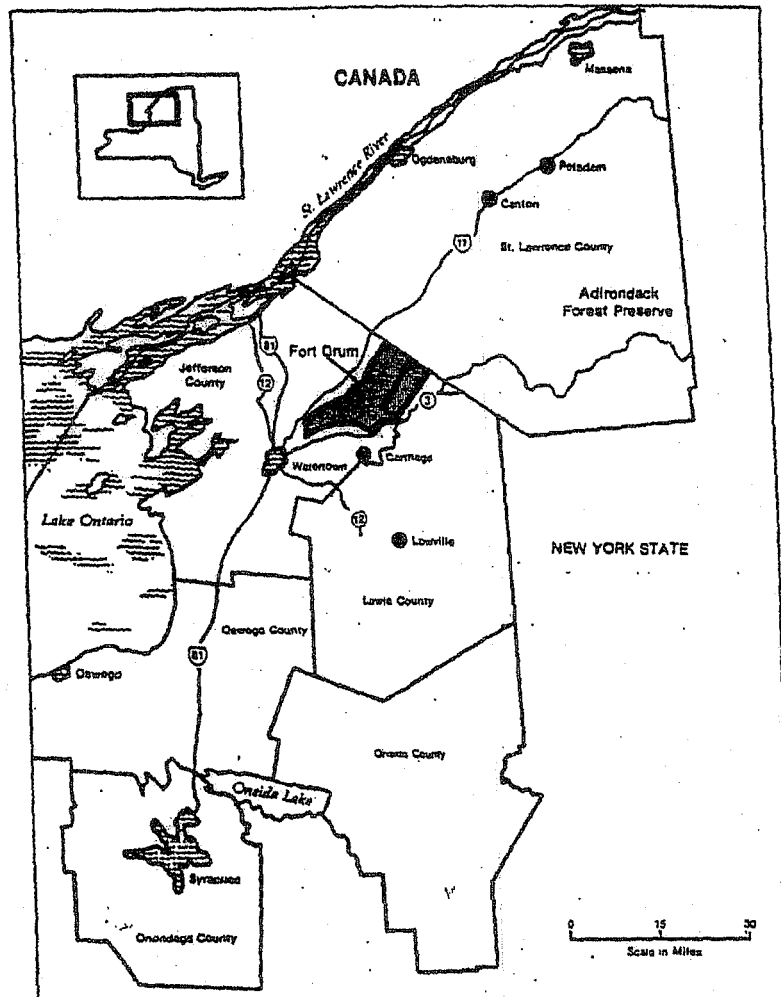 CANADA
Massena
St. Lawrence River
Ogdensburg
Potsdam
Canton
11
St. Lawrence County
Adirondack
Forest Preserve
81
Fort Drum
Jefferson
County
12
3
Watertown
Carthage
Lake Ontario
12
Lowville
NEW YORK STATE
Lewis County
Oswego County
81
Oswego
Oneida County
Oneida Lake
Syracuse
Onondaga County
0 15 30
Scale in Miles